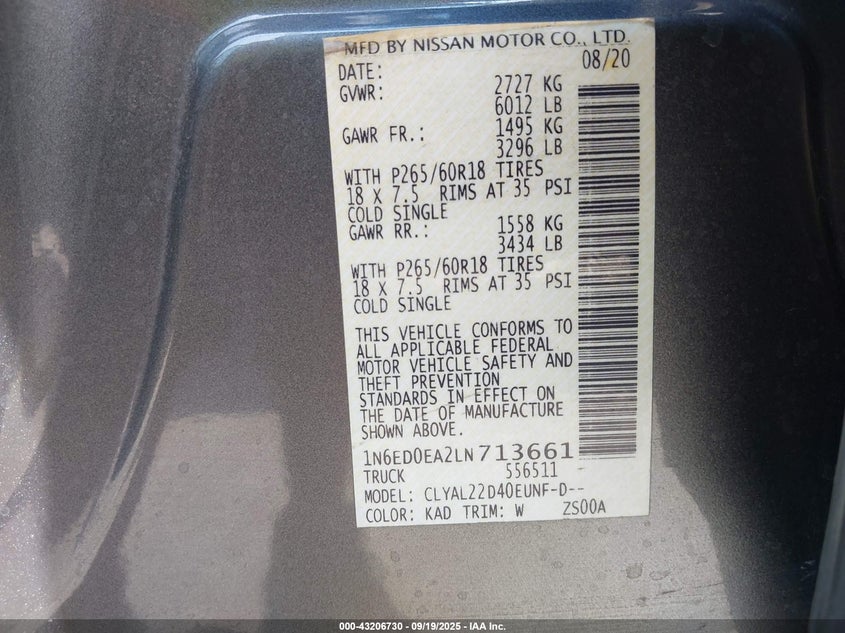 MFD BY NISSAN MOTOR CO., LTD.
DATE: 08/20
GVWR: 2727 KG
6012 LB
GAWR FR.: 1495 KG
3296 LB
WITH P265/60R18 TIRES
18 X 7.5 RIMS AT 35 PSI
COLD SINGLE
GAWR RR.: 1558 KG
3434 LB
WITH P265/60R18 TIRES
18 X 7.5 RIMS AT 35 PSI
COLD SINGLE
THIS VEHICLE CONFORMS TO
ALL APPLICABLE FEDERAL
MOTOR VEHICLE SAFETY AND
THEFT PREVENTION
STANDARDS IN EFFECT ON
THE DATE OF MANUFACTURE
SHOWN ABOVE.
1N6ED0EA2LN713661
TRUCK 556511
MODEL: CLYAL22D40EUNF-D--
COLOR: KAD TRIM: W ZS00A
000-43206730 - 09/19/2025 - IAA Inc.